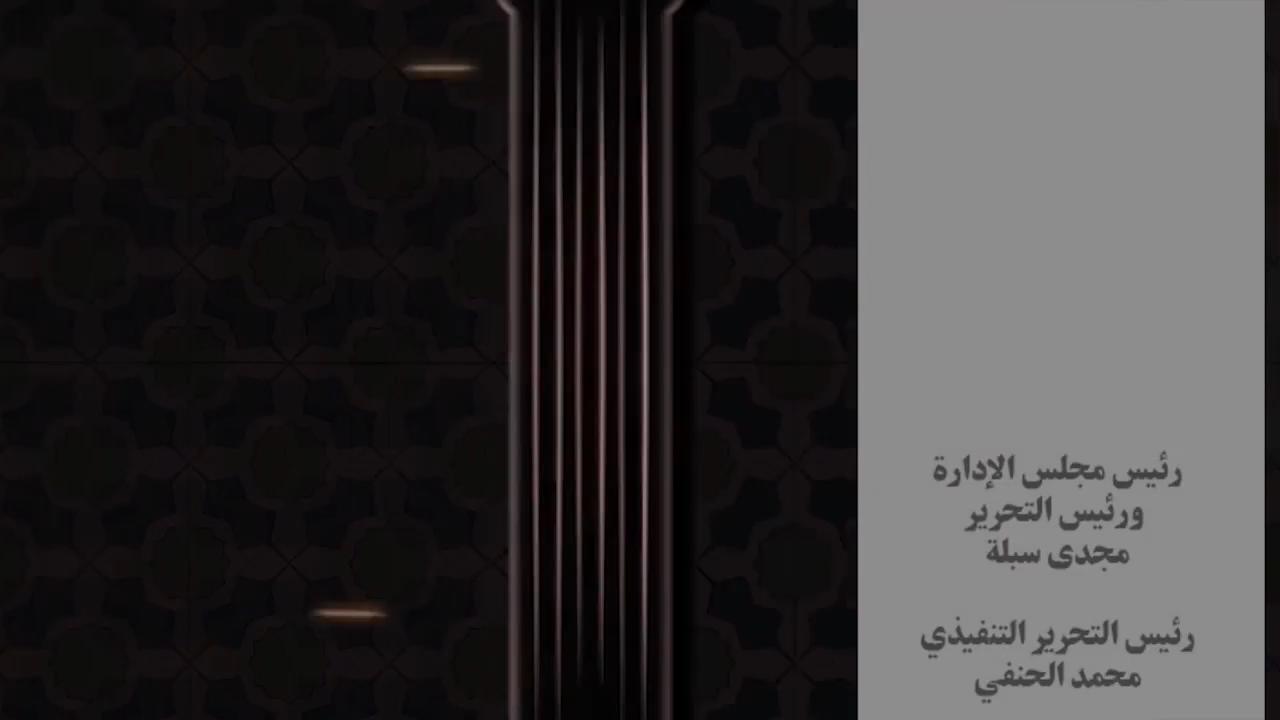 رئيس مجلس الإدارة
ورئيس التحرير
مجدى سبلة
رئيس التحرير التنفيذي
محمد الحنفي